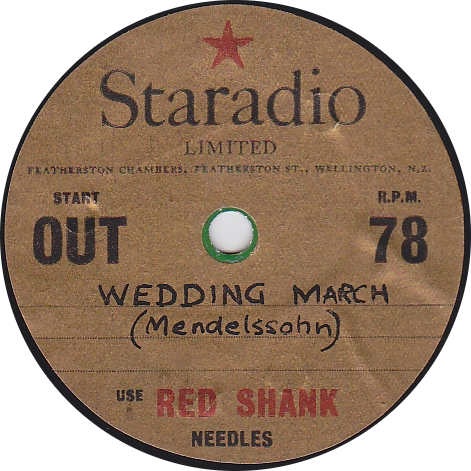 Staradio
LIMITED
FEATHERSTON CHAMBERS, FEATHERSTON ST., WELLINGTON, N.Z.
START
OUT
R.P.M.
78
WEDDING MARCH
(Mendelssohn)
USE RED SHANK
NEEDLES